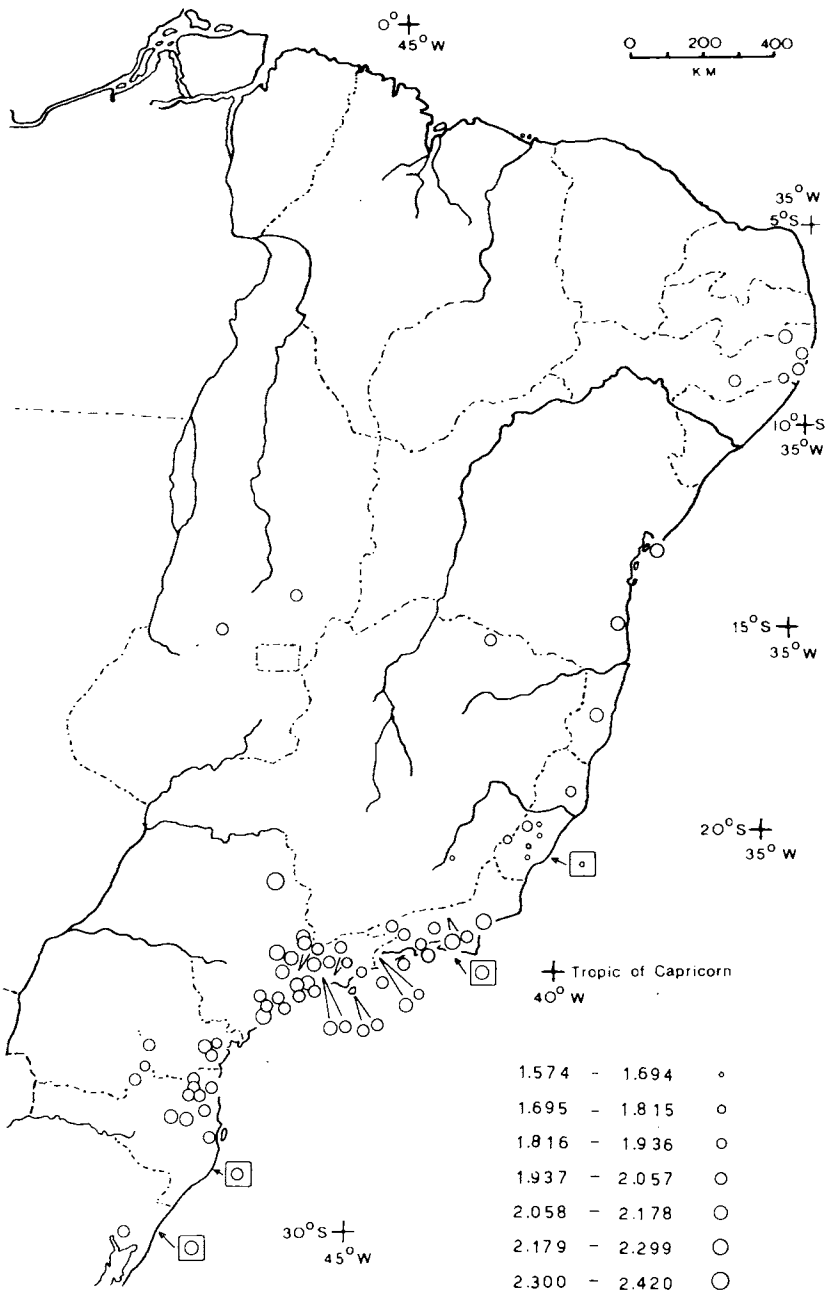 0°
45°W
0 200 400
KM
35°W
5°S
10°S
35°W
15°S
35°W
20°S
35°W
Tropic of Capricorn
40°W
1.574 - 1.694
1.695 - 1.815
1.816 - 1.936
1.937 - 2.057
2.058 - 2.178
2.179 - 2.299
2.300 - 2.420
30°S
45°W